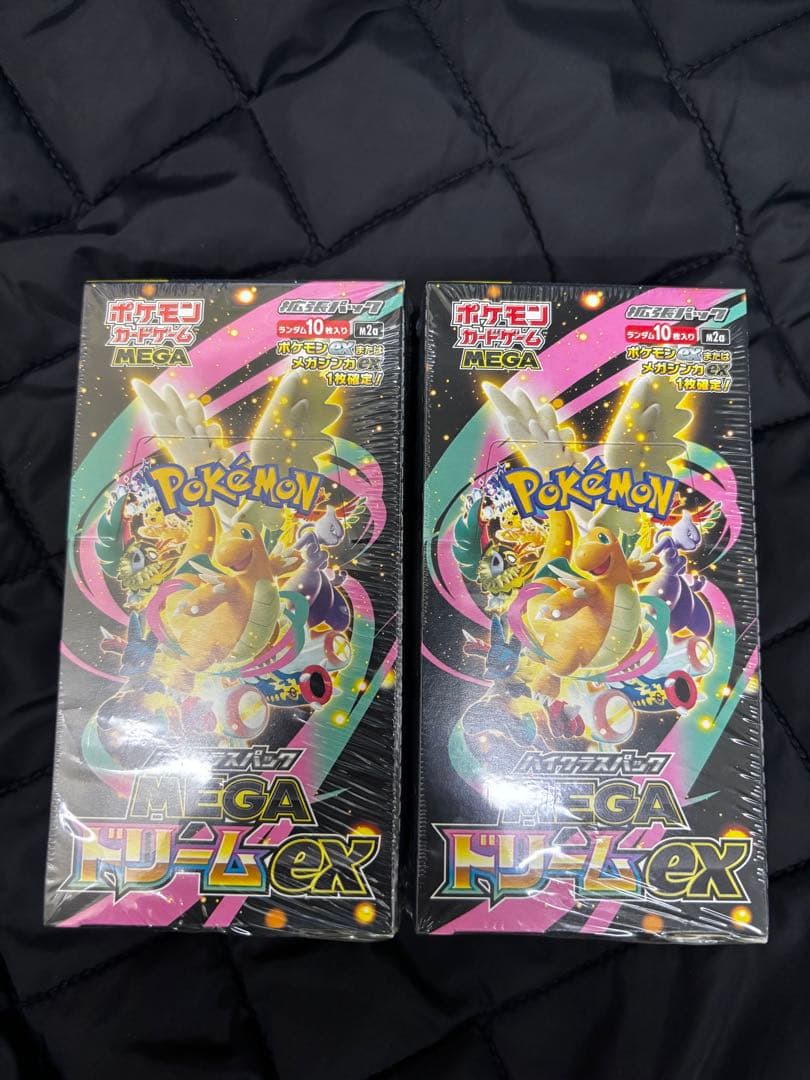 ポケモン
カードゲーム
MEGA
拡張パック
ランダム10枚入り M2a
ポケモンexまたは
メガシンカex
1枚確定!
POKéMON
ハイクラスパック
MEGA
ドリームex
ポケモン
カードゲーム
MEGA
拡張パック
ランダム10枚入り M2a
ポケモンexまたは
メガシンカex
1枚確定!
POKéMON
ハイクラスパック
MEGA
ドリームex